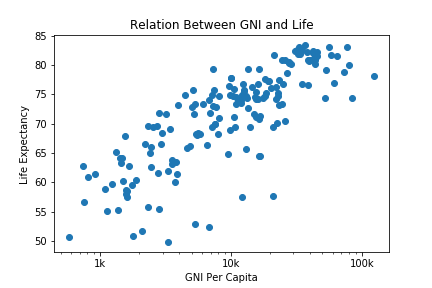 Relation Between GNI and Life
Life Expectancy
85
80
75
70
65
60
55
50
1k
10k
100k
GNI Per Capita